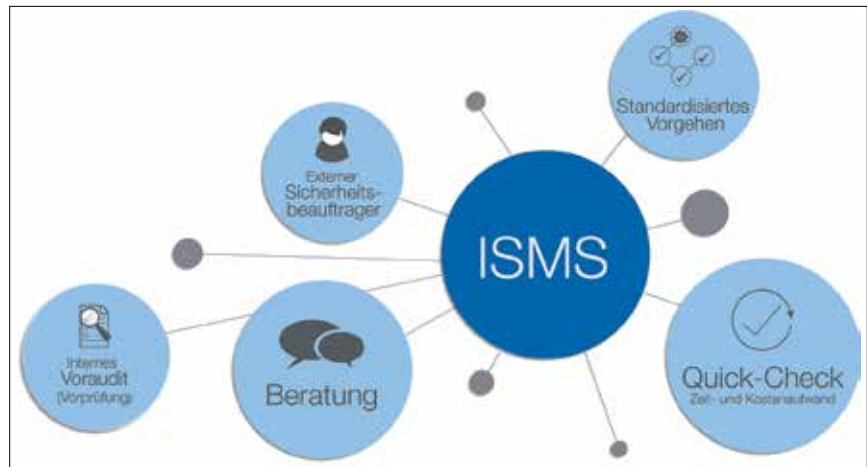 Standardisiertes
Vorgehen
Externer
Sicherheits-
beauftrager
ISMS
Internes
Voraudit
(Vorprüfung)
Beratung
Quick-Check
Zeit- und Kostenaufwand